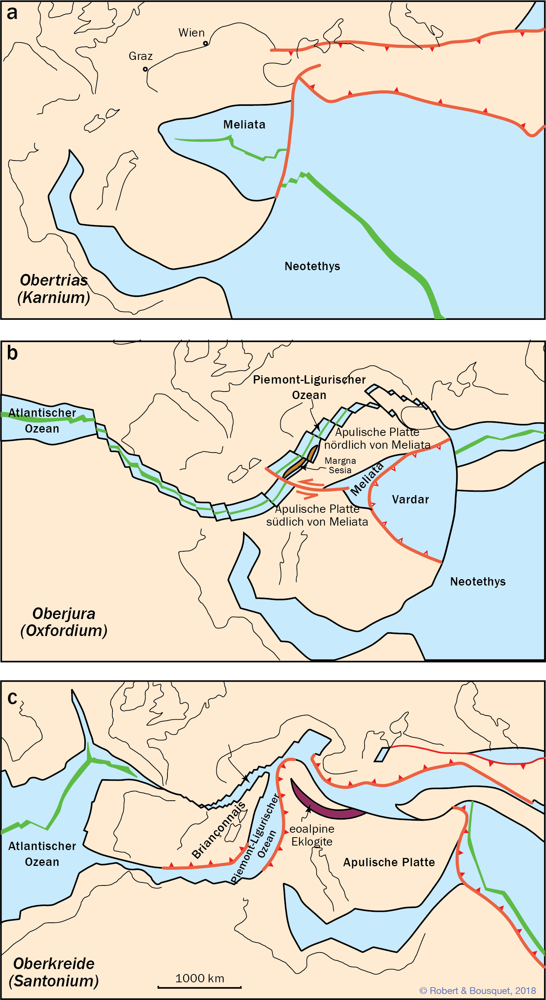 a
Wien
Graz
Meliata
Neotethys
Obertrias
(Karnium)
b
Piemont-Ligurischer
Ozean
Atlantischer
Ozean
Apulische Platte
nördlich von Meliata
Margna
Sesia
Meliata
Vardar
Apulische Platte
südlich von Meliata
Neotethys
Oberjura
(Oxfordium)
c
Briançonnais
Piemont-Ligurischer
Ozean
eoalpine
Eklogite
Atlantischer
Ozean
Apulische Platte
Oberkreide
(Santonium)
1000 km
© Robert & Bousquet, 2018